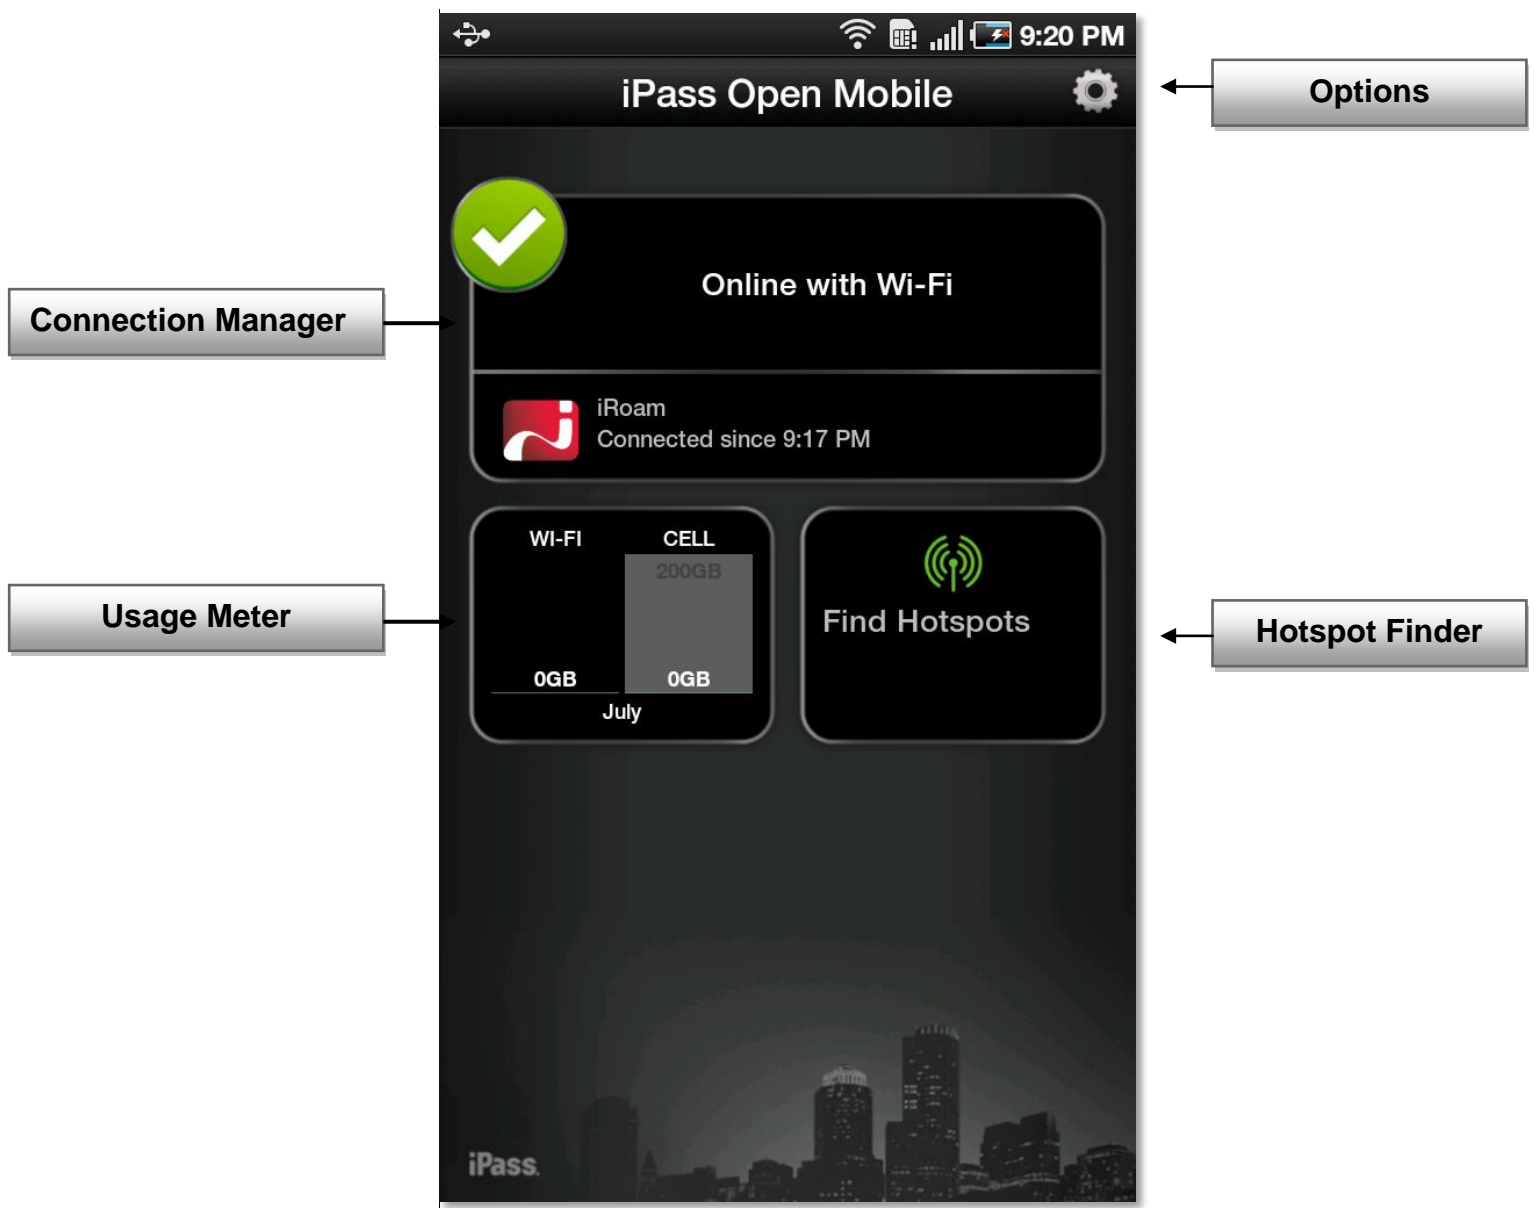 9:20 PM
iPass Open Mobile
Options
Online with Wi-Fi
Connection Manager
iRoam
Connected since 9:17 PM
WI-FI
CELL
200GB
0GB
0GB
July
Usage Meter
Find Hotspots
Hotspot Finder
iPass